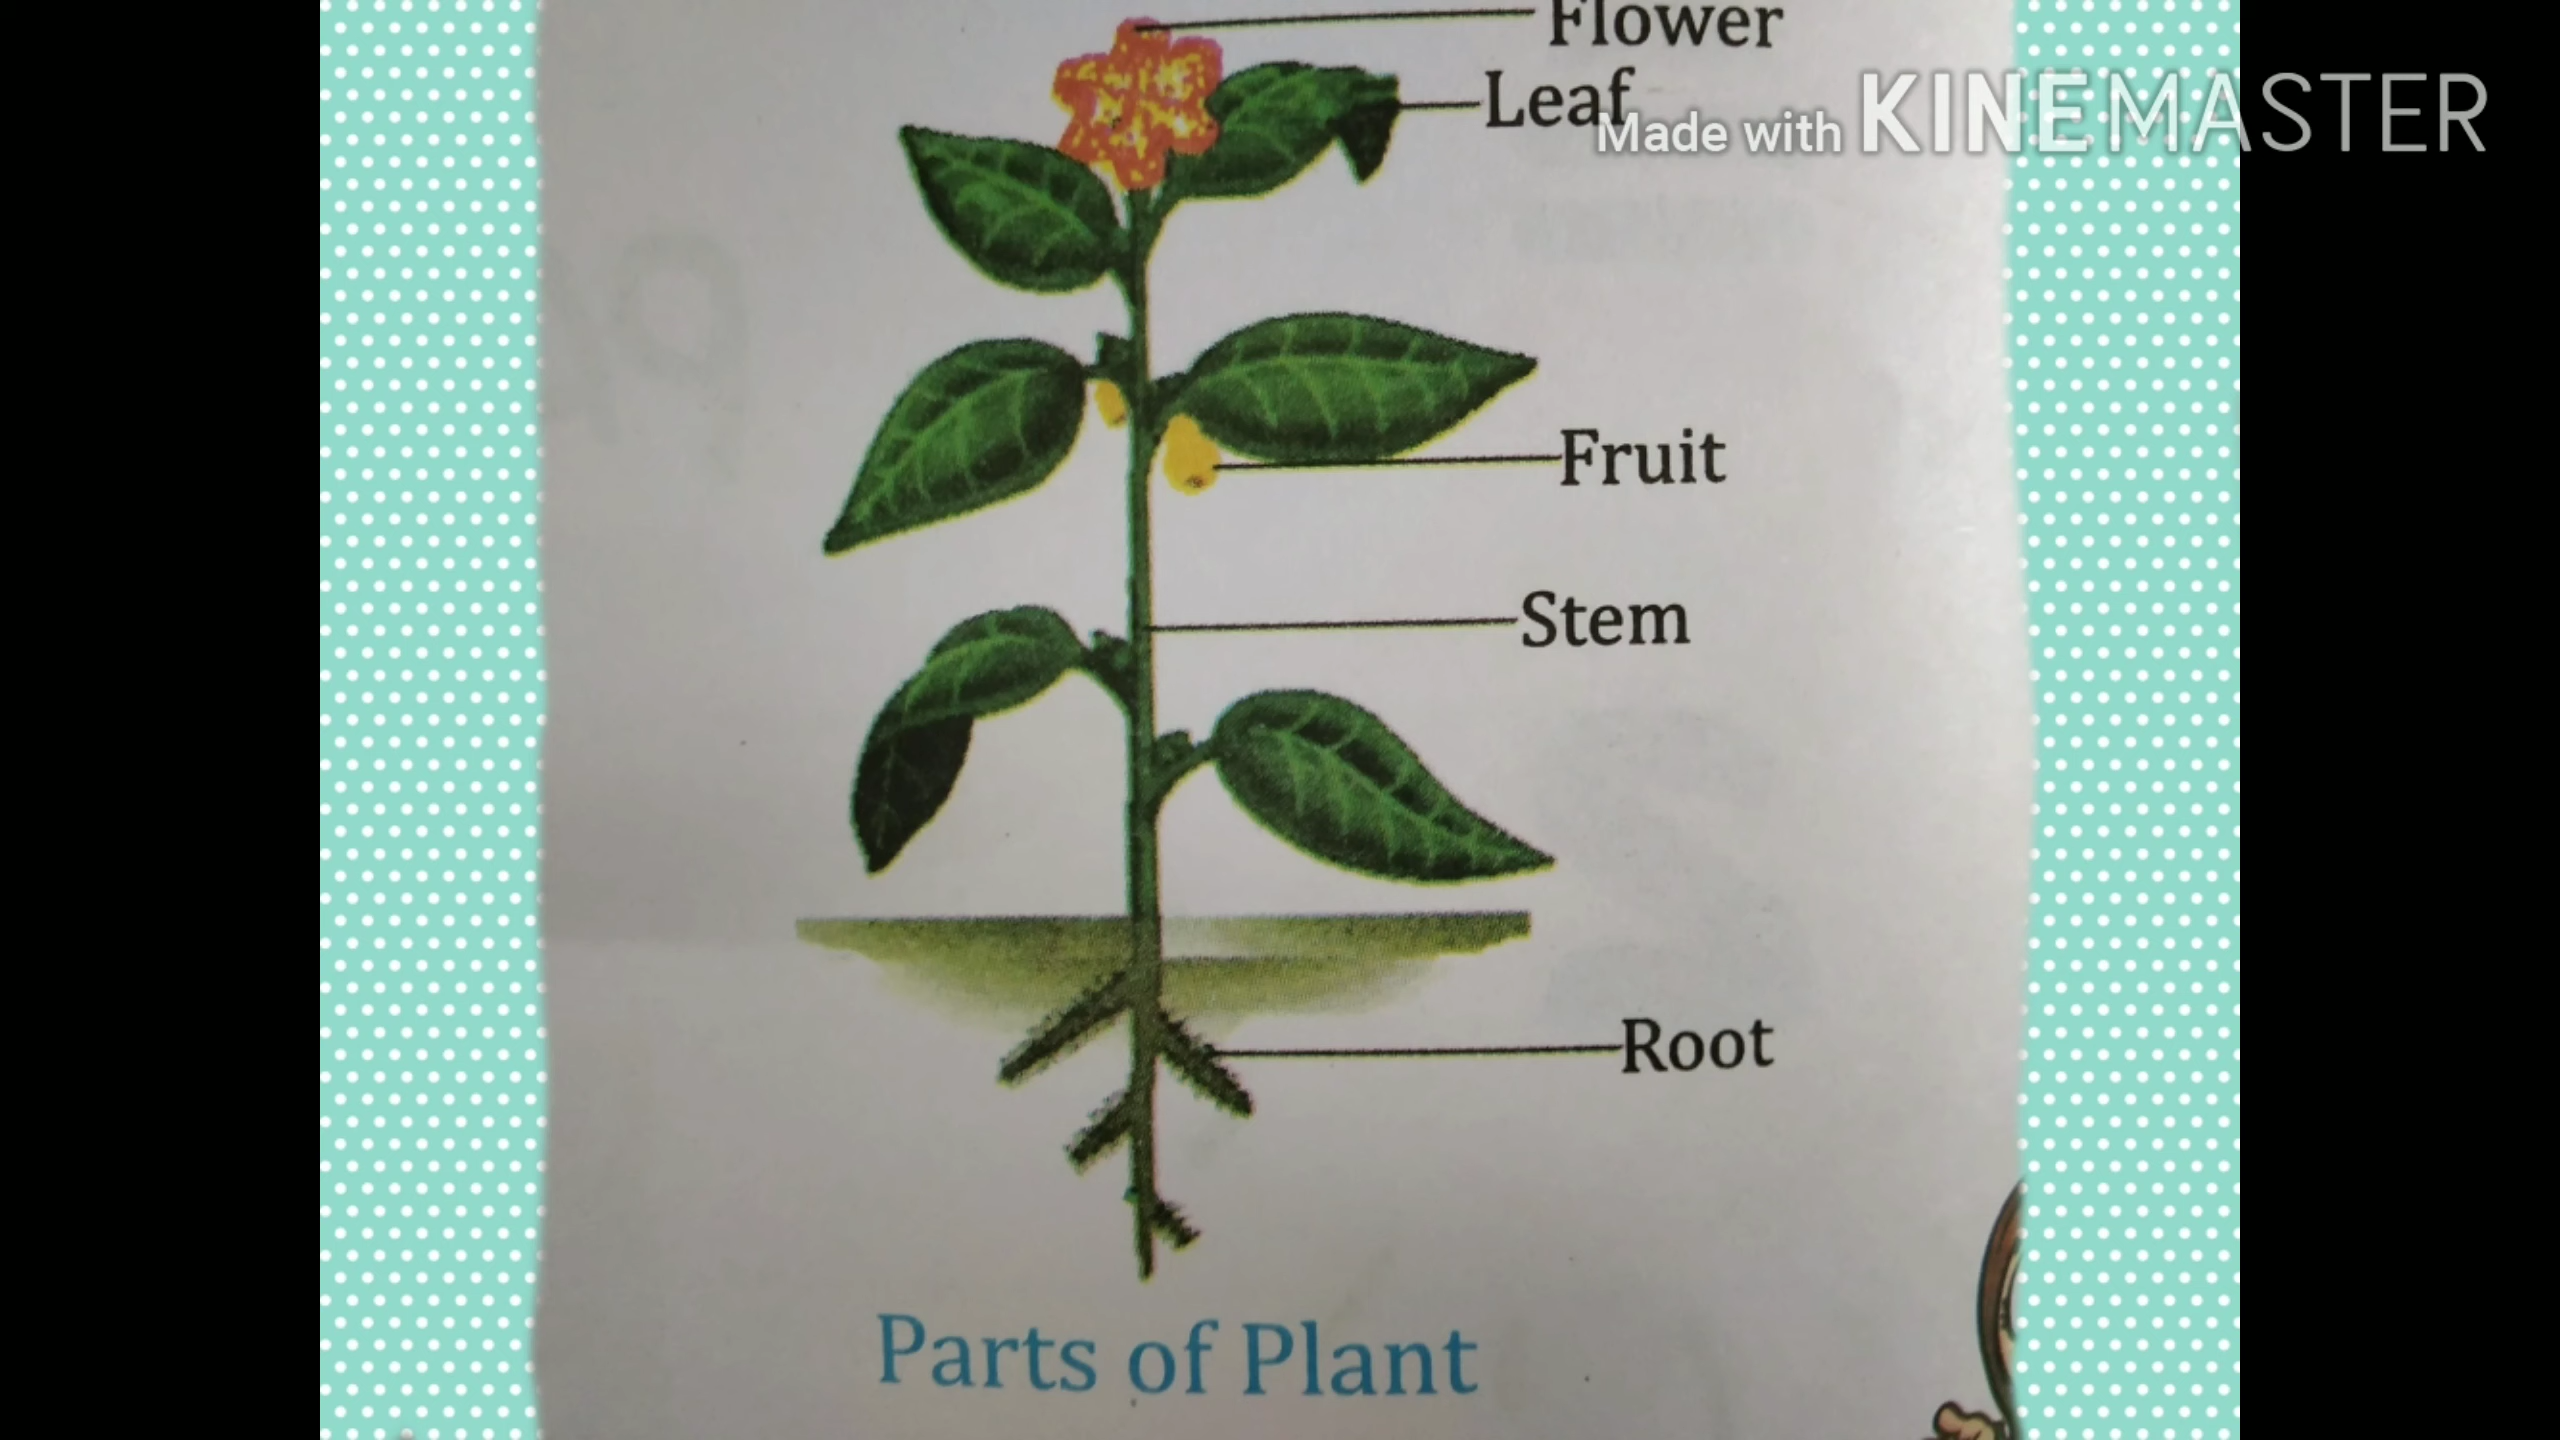 Flower
Leaf
Made with KINEMASTER
Fruit
Stem
Root
Parts of Plant